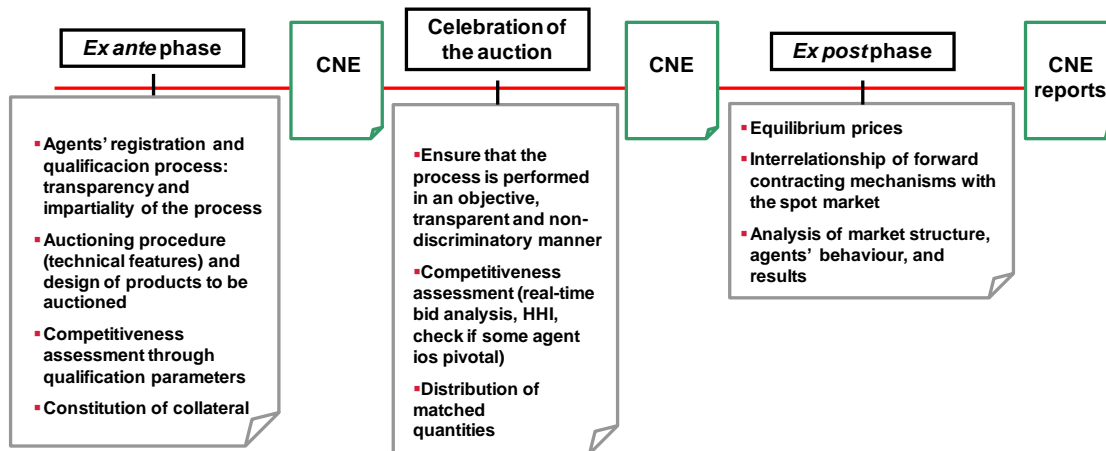 Ex ante phase
CNE
Celebration of
the auction
CNE
Ex post phase
CNE
reports
▪Agents' registration and
qualificacion process:
transparency and
impartiality of the process
▪Auctioning procedure
(technical features) and
design of products to be
auctioned
▪Competitiveness
assessment through
qualification parameters
▪Constitution of collateral
▪Ensure that the
process is performed
in an objective,
transparent and non-
discriminatory manner
▪Competitiveness
assessment (real-time
bid analysis, HHI,
check if some agent
ios pivotal)
▪Distribution of
matched
quantities
▪Equilibrium prices
▪Interrelationship of forward
contracting mechanisms with
the spot market
▪Analysis of market structure,
agents' behaviour, and
results